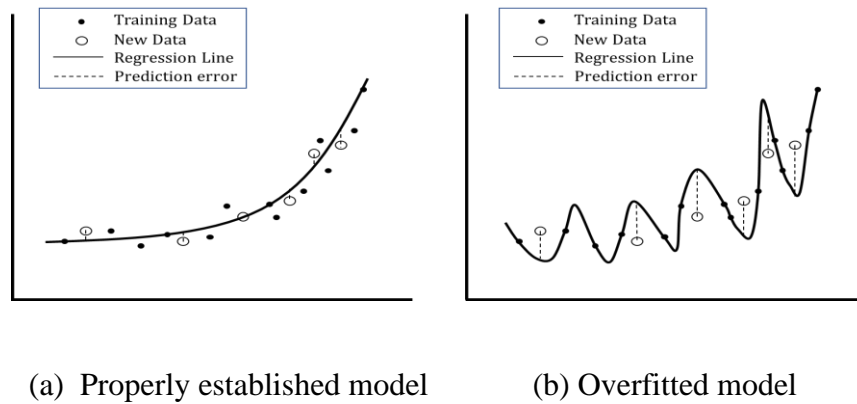 Training Data
New Data
Regression Line
Prediction error
Training Data
New Data
Regression Line
Prediction error
(a) Properly established model
(b) Overfitted model